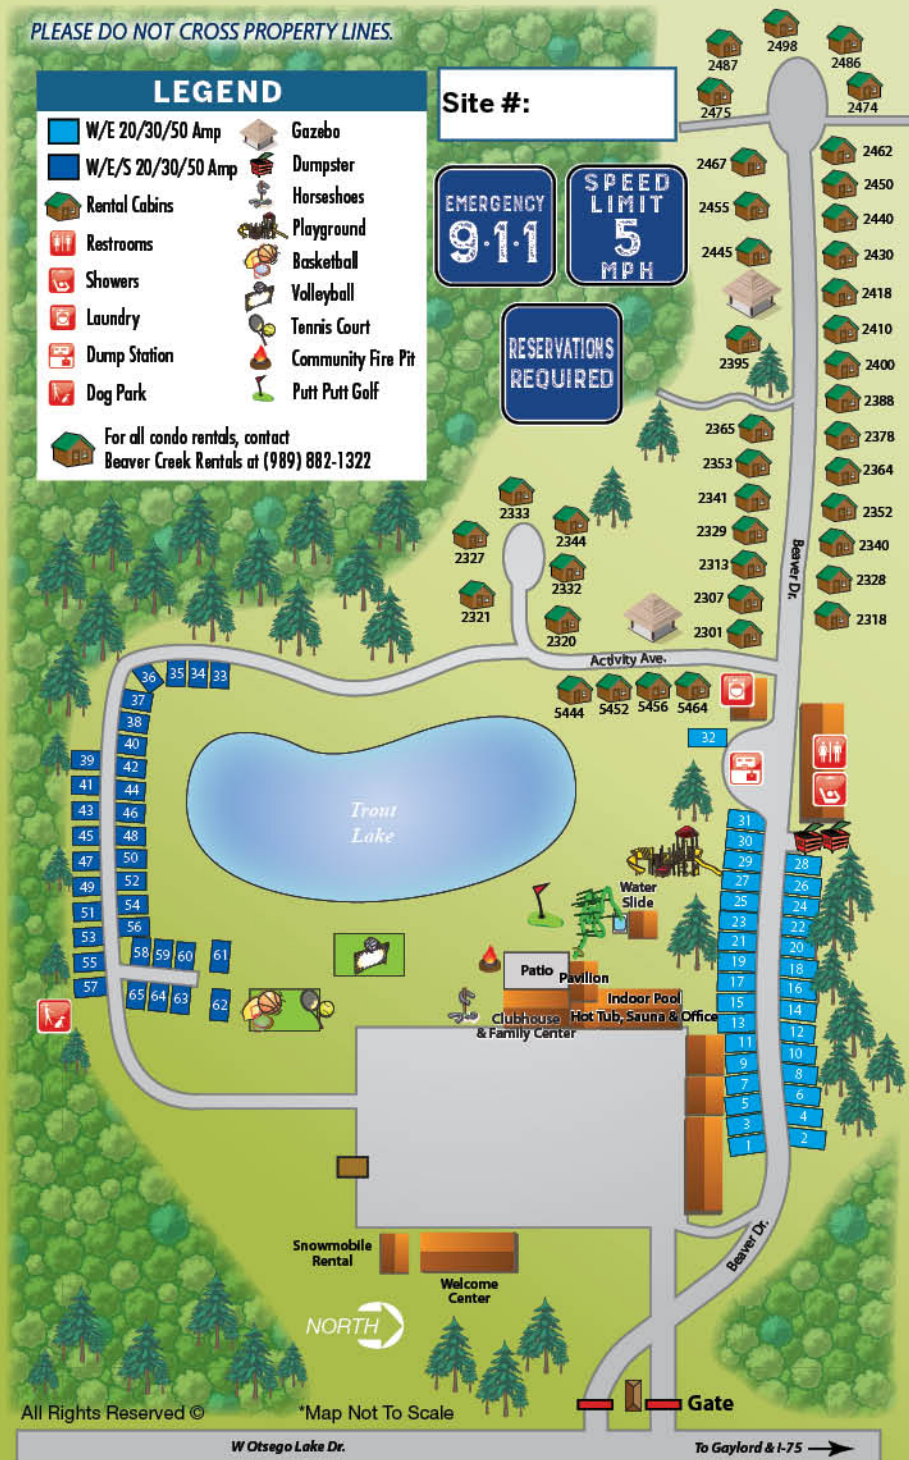 PLEASE DO NOT CROSS PROPERTY LINES.
LEGEND
W/E 20/30/50 Amp
W/E/S 20/30/50 Amp
Rental Cabins
Restrooms
Showers
Laundry
Dump Station
Dog Park
Gazebo
Dumpster
Horseshoes
Playground
Basketball
Volleyball
Tennis Court
Community Fire Pit
Putt Putt Golf
For all condo rentals, contact
Beaver Creek Rentals at (989) 882-1322
Site #:
EMERGENCY
9·1·1
SPEED
LIMIT
5
MPH
RESERVATIONS
REQUIRED
2498
2487
2486
2475
2474
2467
2462
2450
2455
2440
2445
2430
2418
2410
2395
2400
2388
2365
2378
2353
2364
2341
2352
2329
2340
2313
2328
2307
2318
2301
Beaver Dr.
2333
2344
2327
2332
2321
2320
Activity Ave.
5444
5452
5456
5464
32
36
35
34
33
37
38
40
39
42
41
44
43
46
45
48
47
50
49
52
51
54
53
56
55
58
59
60
61
57
65
64
63
62
Trout
Lake
31
30
29
28
27
26
25
24
23
22
21
20
19
18
17
16
15
14
13
12
11
10
9
8
7
6
5
4
3
2
1
Water
Slide
Patio
Pavilion
Indoor Pool
Hot Tub, Sauna & Office
Clubhouse
& Family Center
Snowmobile
Rental
Welcome
Center
Beaver Dr.
NORTH
Gate
All Rights Reserved ©
*Map Not To Scale
W Otsego Lake Dr.
To Gaylord & I-75